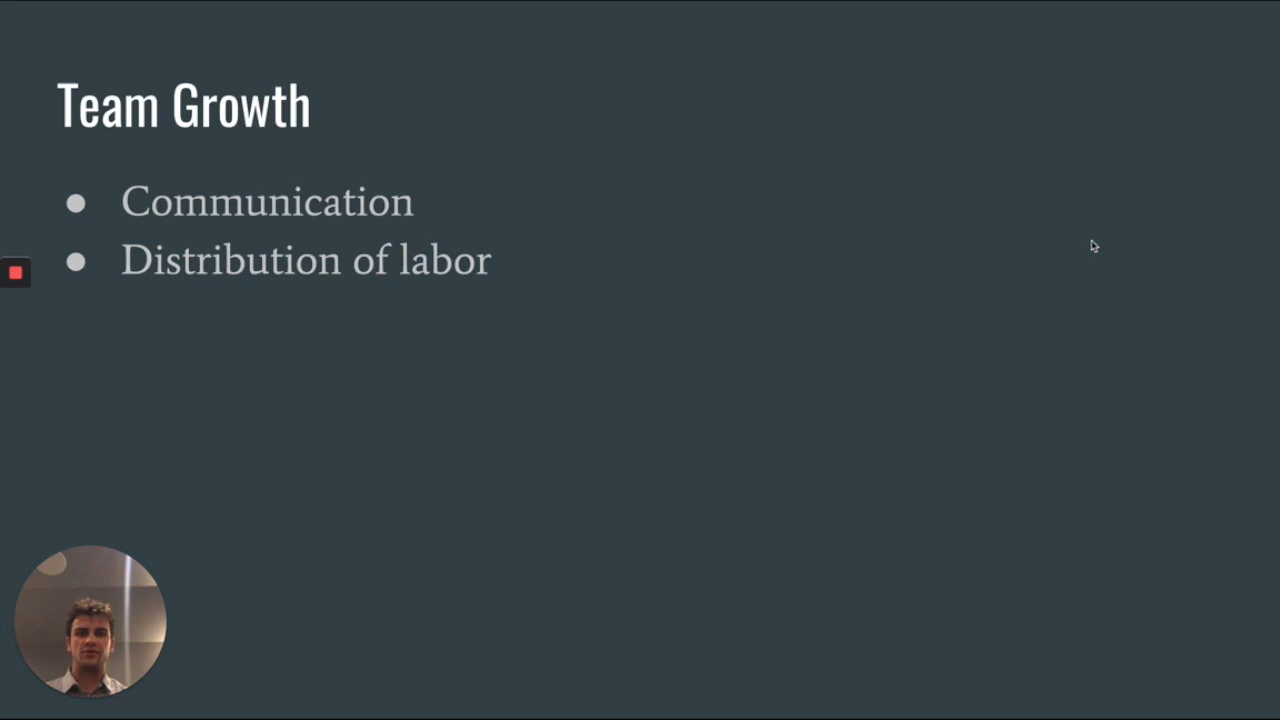 Team Growth
● Communication
● Distribution of labor